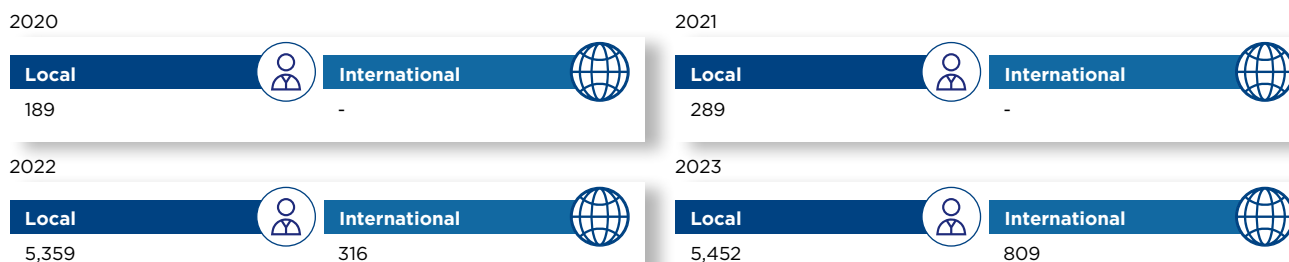 2020
Local International
189 -
2021
Local International
289 -
2022
Local International
5,359 316
2023
Local International
5,452 809